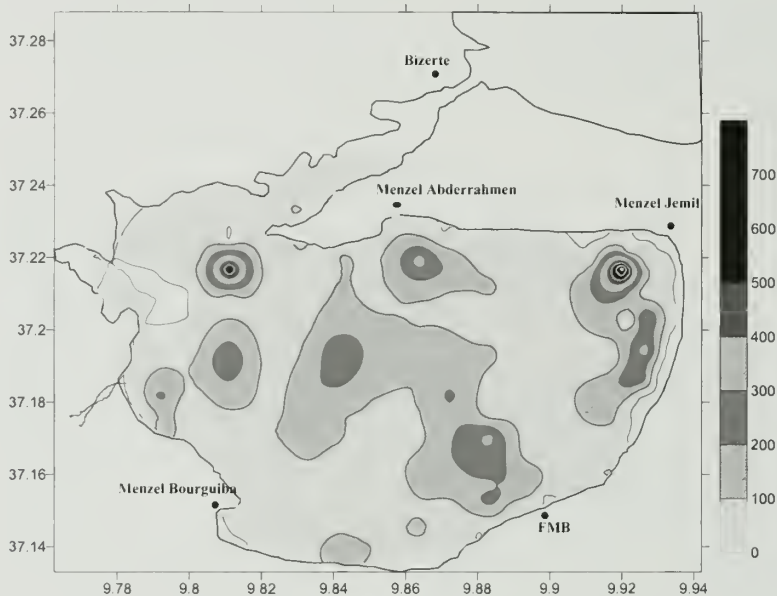 37.28
Bizerte
37.26
37.24
Menzel Abderrahmen
Menzel Jemil
37.22
37.2
37.18
37.16
Menzel Bourguiba
FMB
37.14
9.78 9.8 9.82 9.84 9.86 9.88 9.9 9.92 9.94
700
600
500
400
300
200
100
0